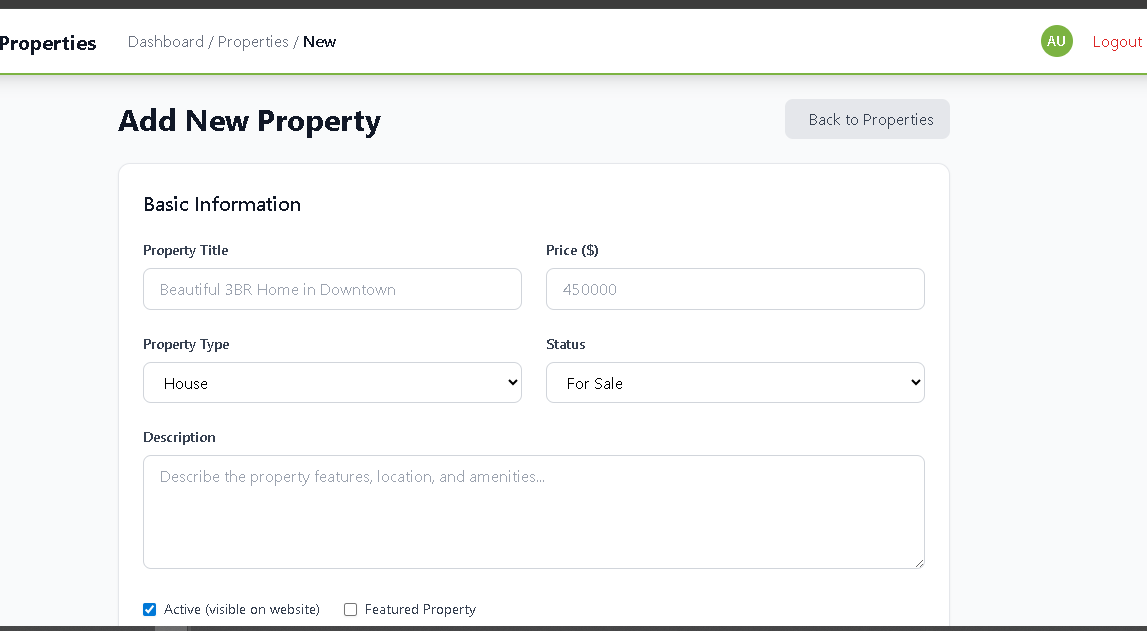 Properties Dashboard / Properties / New AU Logout
Add New Property Back to Properties
Basic Information
Property Title Price ($)
Beautiful 3BR Home in Downtown 450000
Property Type Status
House For Sale
Description
Describe the property features, location, and amenities...
Active (visible on website) Featured Property